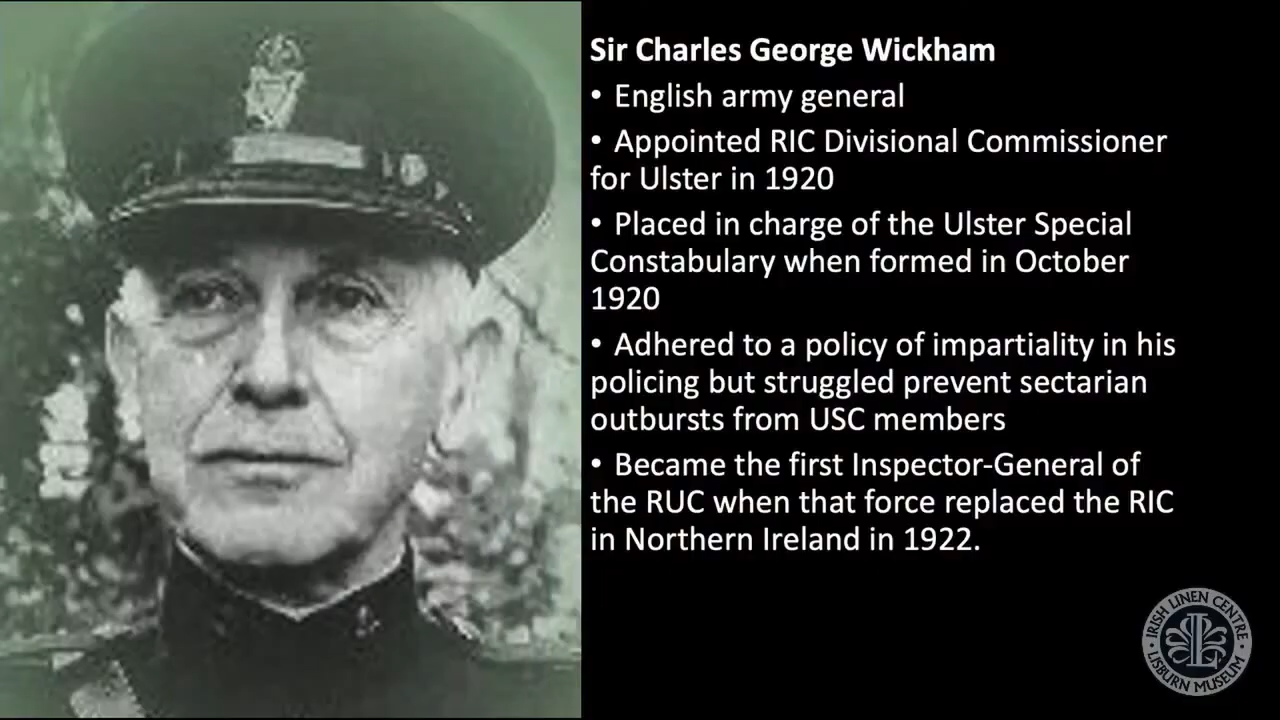 Sir Charles George Wickham
• English army general
• Appointed RIC Divisional Commissioner
for Ulster in 1920
• Placed in charge of the Ulster Special
Constabulary when formed in October
1920
• Adhered to a policy of impartiality in his
policing but struggled prevent sectarian
outbursts from USC members
• Became the first Inspector-General of
the RUC when that force replaced the RIC
in Northern Ireland in 1922.
IRISH LINEN CENTRE
• LISBURN MUSEUM •